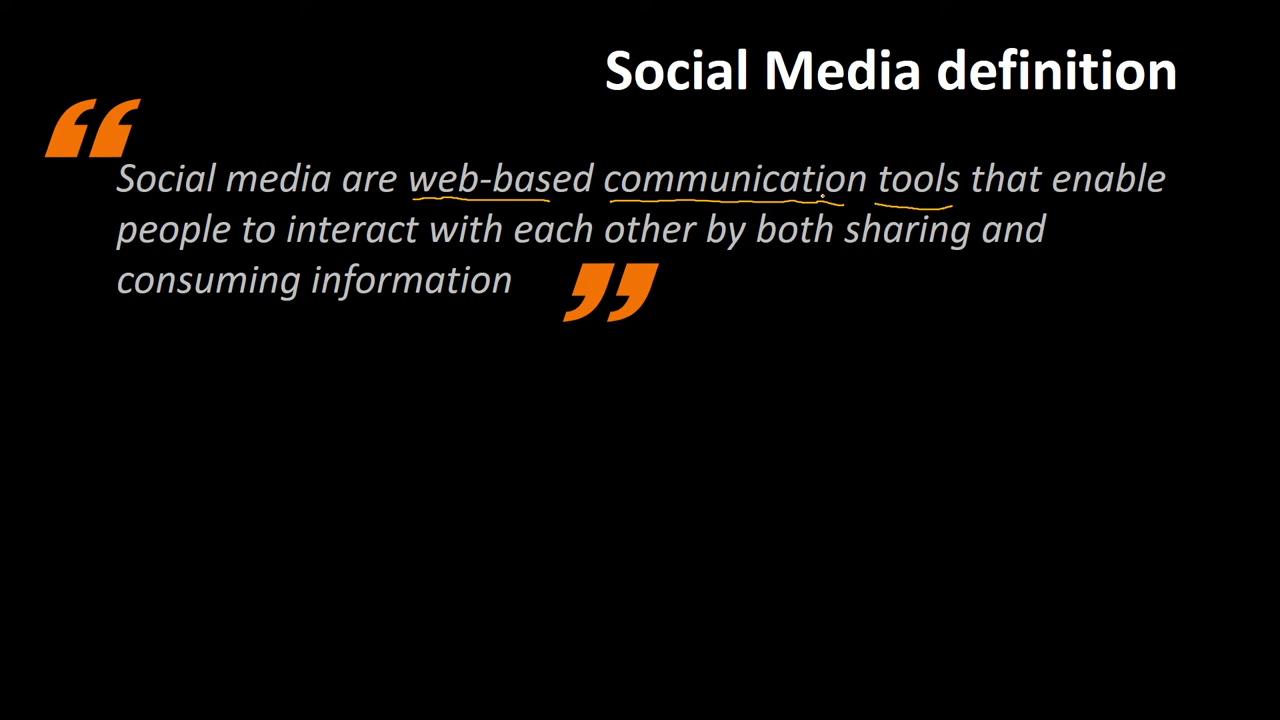 Social Media definition
“
Social media are web-based communication tools that enable
people to interact with each other by both sharing and
consuming information ”